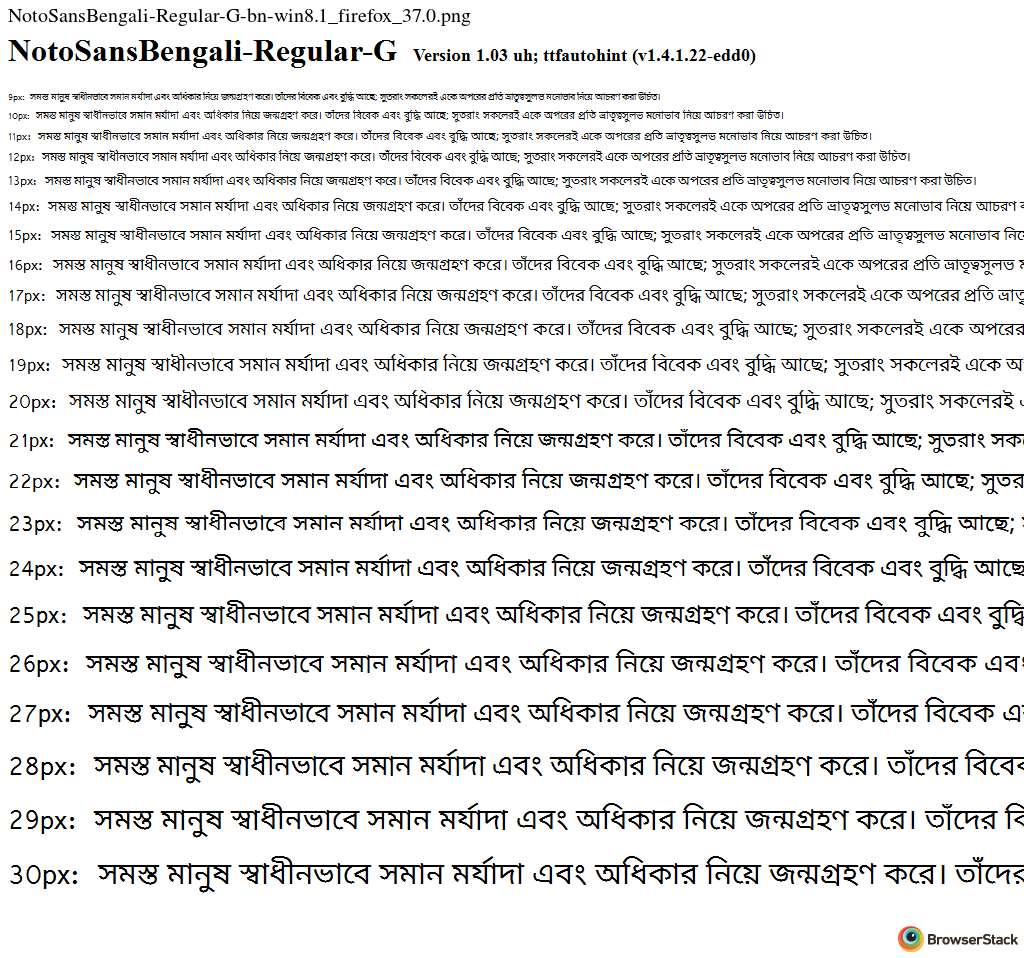 NotoSansBengali-Regular-G-bn-win8.1_firefox_37.0.png
NotoSansBengali-Regular-G Version 1.03 uh; ttfautohint (v1.4.1.22-edd0)
9px: সমস্ত মানুষ স্বাধীনভাবে সমান মর্যাদা এবং অধিকার নিয়ে জন্মগ্রহণ করে। তাঁদের বিবেক এবং বুদ্ধি আছে; সুতরাং সকলেরই একে অপরের প্রতি ভ্রাতৃত্বসুলভ মনোভাব নিয়ে আচরণ করা উচিত।
10px: সমস্ত মানুষ স্বাধীনভাবে সমান মর্যাদা এবং অধিকার নিয়ে জন্মগ্রহণ করে। তাঁদের বিবেক এবং বুদ্ধি আছে; সুতরাং সকলেরই একে অপরের প্রতি ভ্রাতৃত্বসুলভ মনোভাব নিয়ে আচরণ করা উচিত।
11px: সমস্ত মানুষ স্বাধীনভাবে সমান মর্যাদা এবং অধিকার নিয়ে জন্মগ্রহণ করে। তাঁদের বিবেক এবং বুদ্ধি আছে; সুতরাং সকলেরই একে অপরের প্রতি ভ্রাতৃত্বসুলভ মনোভাব নিয়ে আচরণ করা উচিত।
12px: সমস্ত মানুষ স্বাধীনভাবে সমান মর্যাদা এবং অধিকার নিয়ে জন্মগ্রহণ করে। তাঁদের বিবেক এবং বুদ্ধি আছে; সুতরাং সকলেরই একে অপরের প্রতি ভ্রাতৃত্বসুলভ মনোভাব নিয়ে আচরণ করা উচিত।
13px: সমস্ত মানুষ স্বাধীনভাবে সমান মর্যাদা এবং অধিকার নিয়ে জন্মগ্রহণ করে। তাঁদের বিবেক এবং বুদ্ধি আছে; সুতরাং সকলেরই একে অপরের প্রতি ভ্রাতৃত্বসুলভ মনোভাব নিয়ে আচরণ করা উচিত।
14px: সমস্ত মানুষ স্বাধীনভাবে সমান মর্যাদা এবং অধিকার নিয়ে জন্মগ্রহণ করে। তাঁদের বিবেক এবং বুদ্ধি আছে; সুতরাং সকলেরই একে অপরের প্রতি ভ্রাতৃত্বসুলভ মনোভাব নিয়ে আচরণ
15px: সমস্ত মানুষ স্বাধীনভাবে সমান মর্যাদা এবং অধিকার নিয়ে জন্মগ্রহণ করে। তাঁদের বিবেক এবং বুদ্ধি আছে; সুতরাং সকলেরই একে অপরের প্রতি ভ্রাতৃত্বসুলভ মনোভাব
16px: সমস্ত মানুষ স্বাধীনভাবে সমান মর্যাদা এবং অধিকার নিয়ে জন্মগ্রহণ করে। তাঁদের বিবেক এবং বুদ্ধি আছে; সুতরাং সকলেরই একে অপরের প্রতি ভ্রাতৃত্বসুলভ
17px: সমস্ত মানুষ স্বাধীনভাবে সমান মর্যাদা এবং অধিকার নিয়ে জন্মগ্রহণ করে। তাঁদের বিবেক এবং বুদ্ধি আছে; সুতরাং সকলেরই একে অপরের প্রতি
18px: সমস্ত মানুষ স্বাধীনভাবে সমান মর্যাদা এবং অধিকার নিয়ে জন্মগ্রহণ করে। তাঁদের বিবেক এবং বুদ্ধি আছে; সুতরাং সকলেরই একে অপরের
19px: সমস্ত মানুষ স্বাধীনভাবে সমান মর্যাদা এবং অধিকার নিয়ে জন্মগ্রহণ করে। তাঁদের বিবেক এবং বুদ্ধি আছে; সুতরাং সকলেরই একে
20px: সমস্ত মানুষ স্বাধীনভাবে সমান মর্যাদা এবং অধিকার নিয়ে জন্মগ্রহণ করে। তাঁদের বিবেক এবং বুদ্ধি আছে; সুতরাং সকলেরই
21px: সমস্ত মানুষ স্বাধীনভাবে সমান মর্যাদা এবং অধিকার নিয়ে জন্মগ্রহণ করে। তাঁদের বিবেক এবং বুদ্ধি আছে; সুতরাং
22px: সমস্ত মানুষ স্বাধীনভাবে সমান মর্যাদা এবং অধিকার নিয়ে জন্মগ্রহণ করে। তাঁদের বিবেক এবং বুদ্ধি আছে;
23px: সমস্ত মানুষ স্বাধীনভাবে সমান মর্যাদা এবং অধিকার নিয়ে জন্মগ্রহণ করে। তাঁদের বিবেক এবং বুদ্ধি আছে;
24px: সমস্ত মানুষ স্বাধীনভাবে সমান মর্যাদা এবং অধিকার নিয়ে জন্মগ্রহণ করে। তাঁদের বিবেক এবং বুদ্ধি আছে
25px: সমস্ত মানুষ স্বাধীনভাবে সমান মর্যাদা এবং অধিকার নিয়ে জন্মগ্রহণ করে। তাঁদের বিবেক এবং বুদ্ধি
26px: সমস্ত মানুষ স্বাধীনভাবে সমান মর্যাদা এবং অধিকার নিয়ে জন্মগ্রহণ করে। তাঁদের বিবেক এবং
27px: সমস্ত মানুষ স্বাধীনভাবে সমান মর্যাদা এবং অধিকার নিয়ে জন্মগ্রহণ করে। তাঁদের বিবেক এ
28px: সমস্ত মানুষ স্বাধীনভাবে সমান মর্যাদা এবং অধিকার নিয়ে জন্মগ্রহণ করে। তাঁদের বিবেক
29px: সমস্ত মানুষ স্বাধীনভাবে সমান মর্যাদা এবং অধিকার নিয়ে জন্মগ্রহণ করে। তাঁদের
30px: সমস্ত মানুষ স্বাধীনভাবে সমান মর্যাদা এবং অধিকার নিয়ে জন্মগ্রহণ করে। তাঁদের
BrowserStack